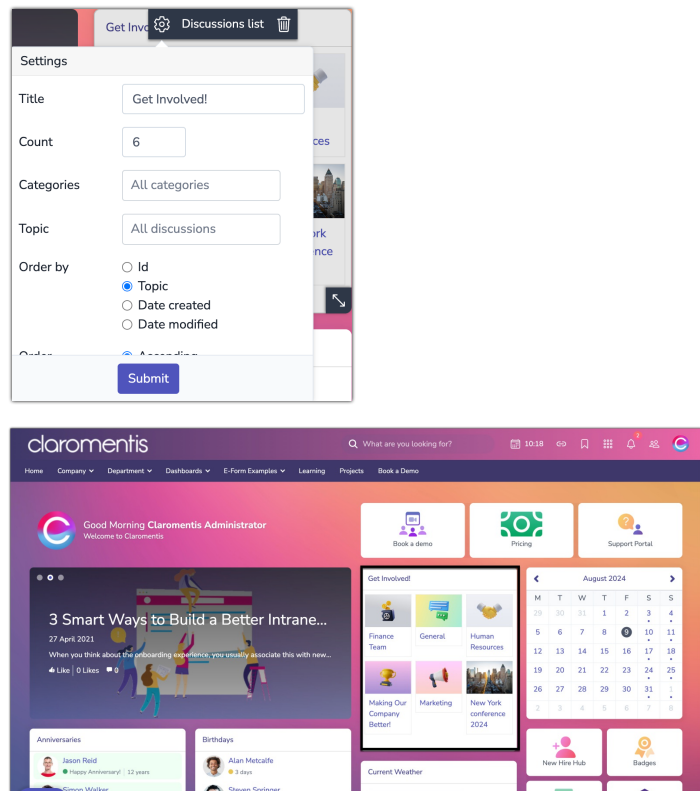 Get Invo
Discussions list
Settings
Title
Get Involved!
Count
6
ces
Categories
All categories
Topic
All discussions
ork
nce
Order by
Id
Topic
Date created
Date modified
Order
Ascending
Submit
claromentis
What are you looking for?
10:18
2
Home Company Department Dashboards E-Form Examples Learning Projects Book a Demo
Good Morning Claromentis Administrator
Welcome to Claromentis
Book a demo
Pricing
Support Portal
3 Smart Ways to Build a Better Intrane...
27 April 2021
When you think about the onboarding experience, you usually associate this with new...
Like 0 Likes 0
Get Involved!
Finance Team
General
Human Resources
Making Our Company Better!
Marketing
New York conference 2024
August 2024
M T W T F S S
29 30 31 1 2 3 4
5 6 7 8 9 10 11
12 13 14 15 16 17 18
19 20 21 22 23 24 25
26 27 28 29 30 31 1
2 3 4 5 6 7 8
Anniversaries
Jason Reid
Happy Anniversary! 12 years
Simon Walker
Birthdays
Alan Metcalfe
3 days
Steven Springer
Current Weather
New Hire Hub
Badges